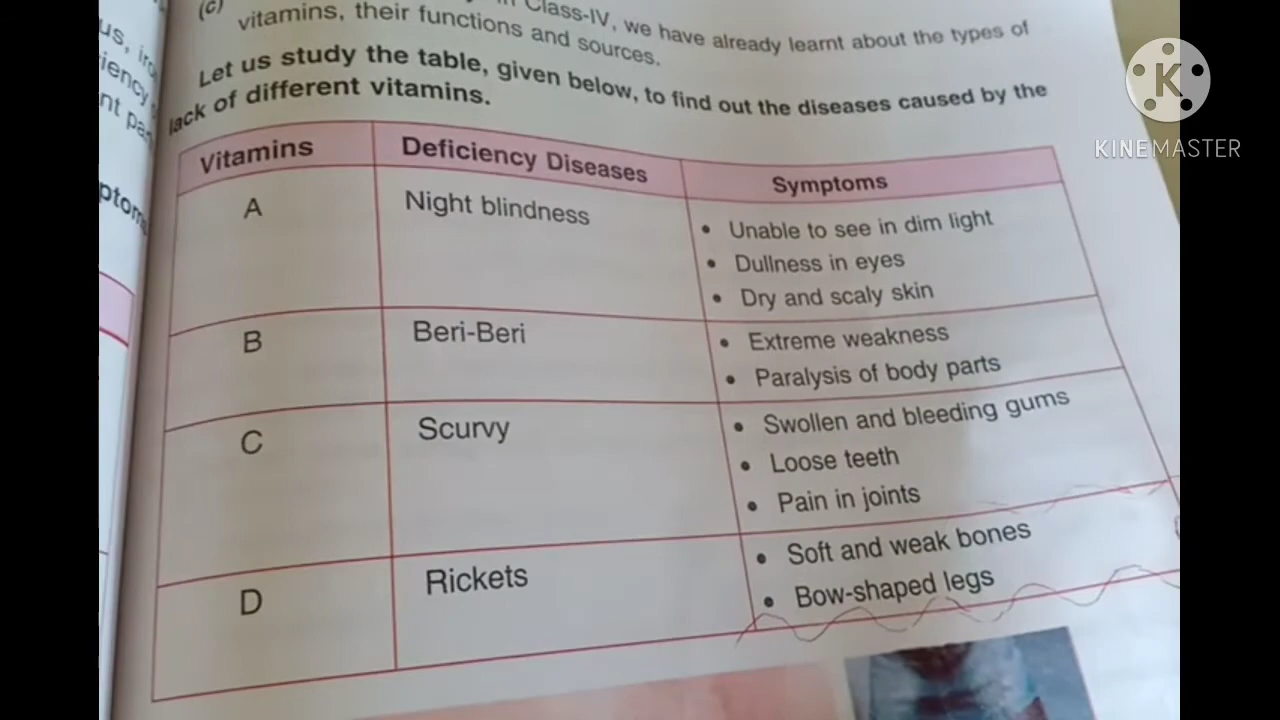 (c)
in Class-IV, we have already learnt about the types of
vitamins, their functions and sources.
Let us study the table, given below, to find out the diseases caused by the
lack of different vitamins.
Vitamins Deficiency Diseases Symptoms
A Night blindness • Unable to see in dim light
• Dullness in eyes
• Dry and scaly skin
B Beri-Beri • Extreme weakness
• Paralysis of body parts
C Scurvy • Swollen and bleeding gums
• Loose teeth
• Pain in joints
D Rickets • Soft and weak bones
• Bow-shaped legs
K
KINEMASTER